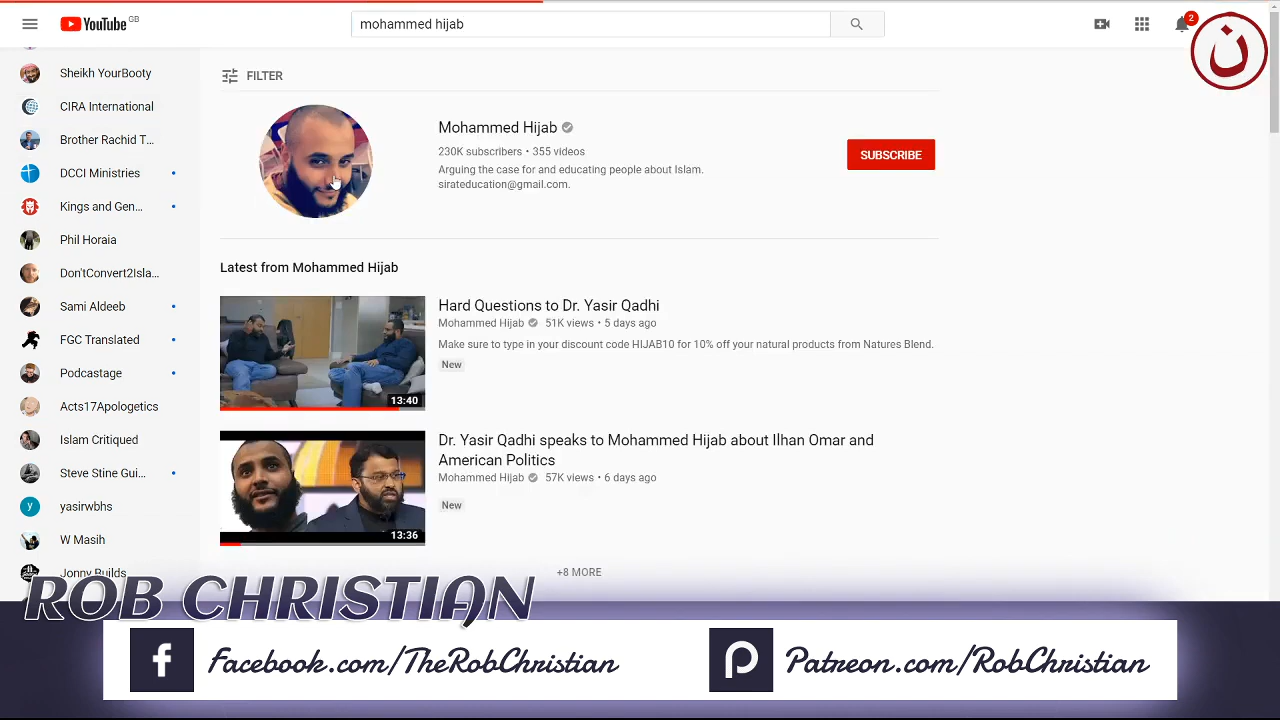 YouTube GB
mohammed hijab
2
ن
Sheikh YourBooty
CIRA International
Brother Rachid T...
DCCI Ministries
Kings and Gen...
Phil Horaia
Don'tConvert2Isla...
Sami Aldeeb
FGC Translated
Podcastage
Acts17Apologetics
Islam Critiqued
Steve Stine Gui...
y yasirwbhs
W Masih
Jonny Builds
FILTER
Mohammed Hijab
230K subscribers • 355 videos
Arguing the case for and educating people about Islam.
sirateducation@gmail.com.
SUBSCRIBE
Latest from Mohammed Hijab
Hard Questions to Dr. Yasir Qadhi
Mohammed Hijab 51K views • 5 days ago
Make sure to type in your discount code HIJAB10 for 10% off your natural products from Natures Blend.
New
13:40
Dr. Yasir Qadhi speaks to Mohammed Hijab about Ilhan Omar and
American Politics
Mohammed Hijab 57K views • 6 days ago
New
13:36
+8 MORE
ROB CHRISTIAN
Facebook.com/TheRobChristian
Patreon.com/RobChristian